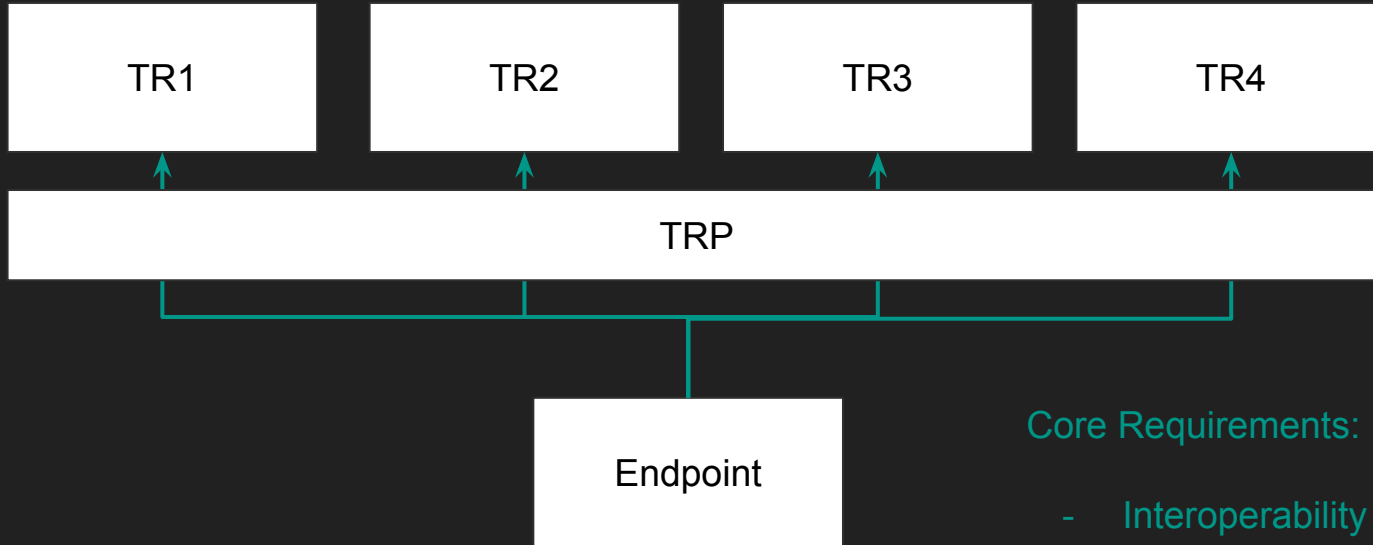 TR1
TR2
TR3
TR4
TRP
Endpoint
Core Requirements:
- Interoperability